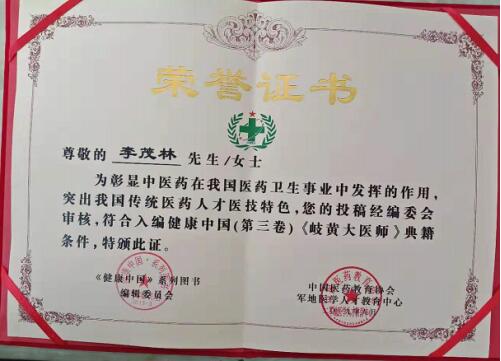 荣誉证书
尊敬的 李茂林 先生/女士
为彰显中医药在我国医药卫生事业中发挥的作用,
突出我国传统医药人才医技特色,您的投稿经编委会
审核,符合入编健康中国(第三卷)《岐黄大医师》典籍
条件,特颁此证。
《健康中国》系列图书 中国医药教育协会
编辑委员会 军地医学人才教育中心